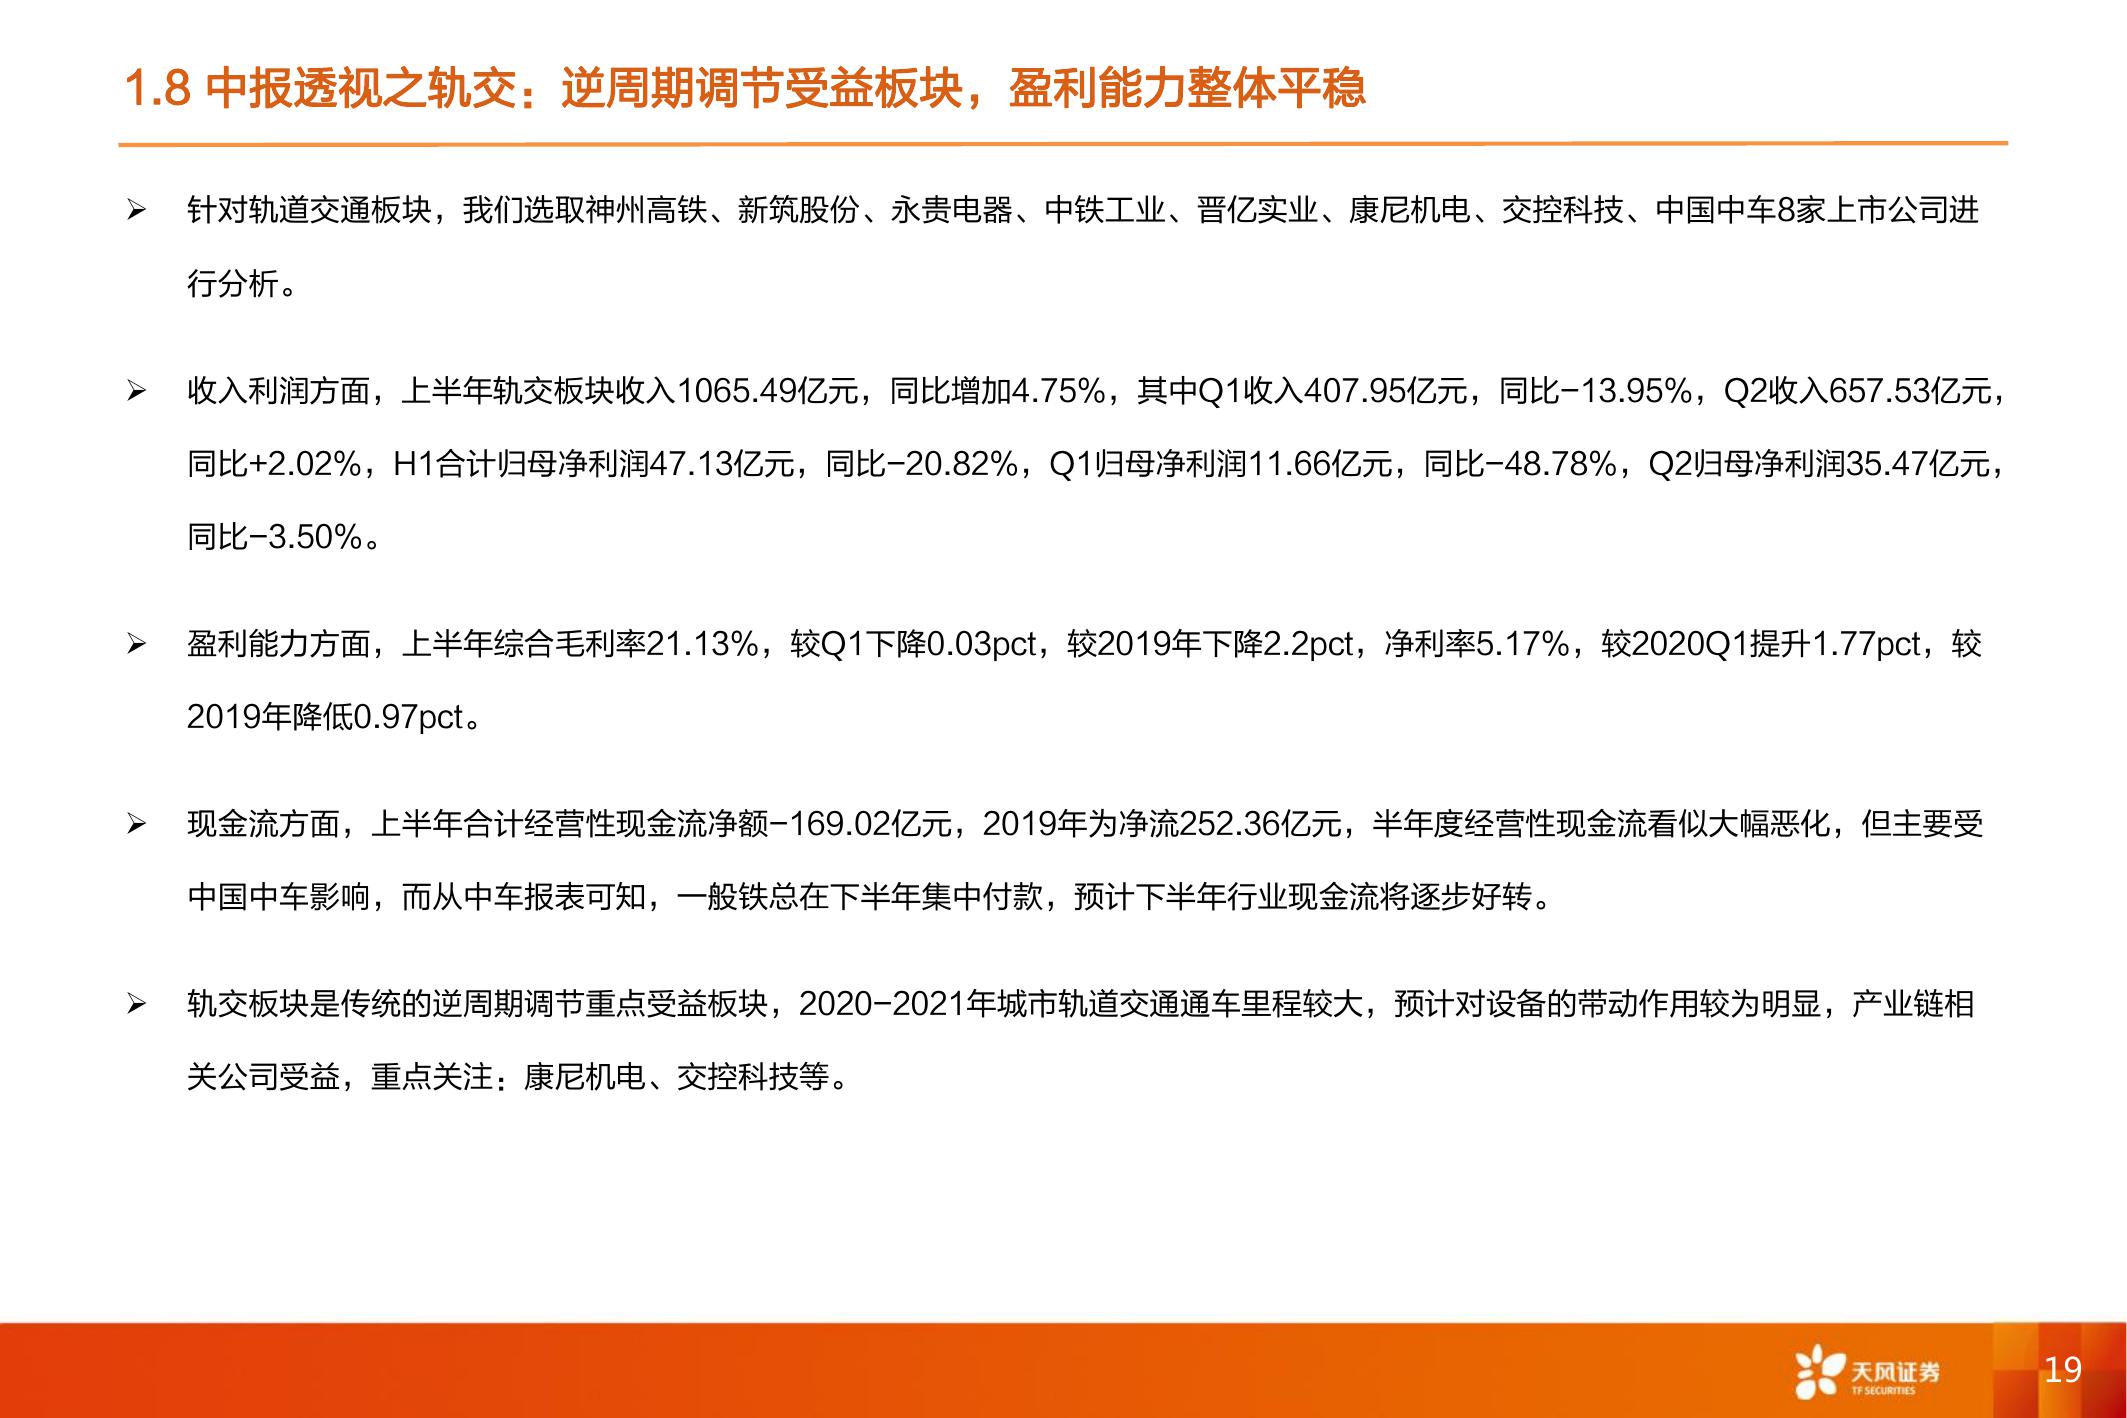 1.8 中报透视之轨交：逆周期调节受益板块，盈利能力整体平稳
➢ 针对轨道交通板块，我们选取神州高铁、新筑股份、永贵电器、中铁工业、晋亿实业、康尼机电、交控科技、中国中车8家上市公司进
行分析。
➢ 收入利润方面，上半年轨交板块收入1065.49亿元，同比增加4.75%，其中Q1收入407.95亿元，同比-13.95%，Q2收入657.53亿元，
同比+2.02%，H1合计归母净利润47.13亿元，同比-20.82%，Q1归母净利润11.66亿元，同比-48.78%，Q2归母净利润35.47亿元，
同比-3.50%。
➢ 盈利能力方面，上半年综合毛利率21.13%，较Q1下降0.03pct，较2019年下降2.2pct，净利率5.17%，较2020Q1提升1.77pct，较
2019年降低0.97pct。
➢ 现金流方面，上半年合计经营性现金流净额-169.02亿元，2019年为净流252.36亿元，半年度经营性现金流看似大幅恶化，但主要受
中国中车影响，而从中车报表可知，一般铁总在下半年集中付款，预计下半年行业现金流将逐步好转。
➢ 轨交板块是传统的逆周期调节重点受益板块，2020-2021年城市轨道交通通车里程较大，预计对设备的带动作用较为明显，产业链相
关公司受益，重点关注：康尼机电、交控科技等。
天风证券
TF SECURITIES
19